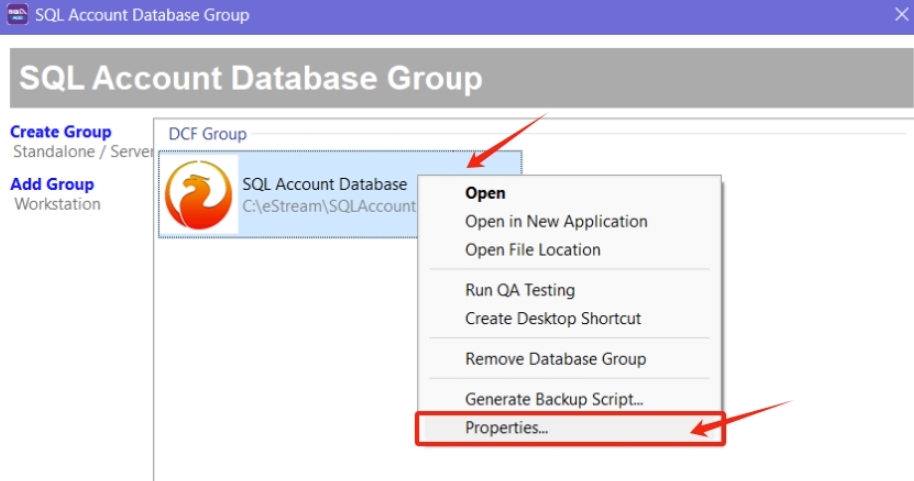 SQL Account Database Group
SQL Account Database Group
Create Group
Standalone / Server
Add Group
Workstation
DCF Group
SQL Account Database
C:\eStream\SQLAccount
Open
Open in New Application
Open File Location
Run QA Testing
Create Desktop Shortcut
Remove Database Group
Generate Backup Script...
Properties...